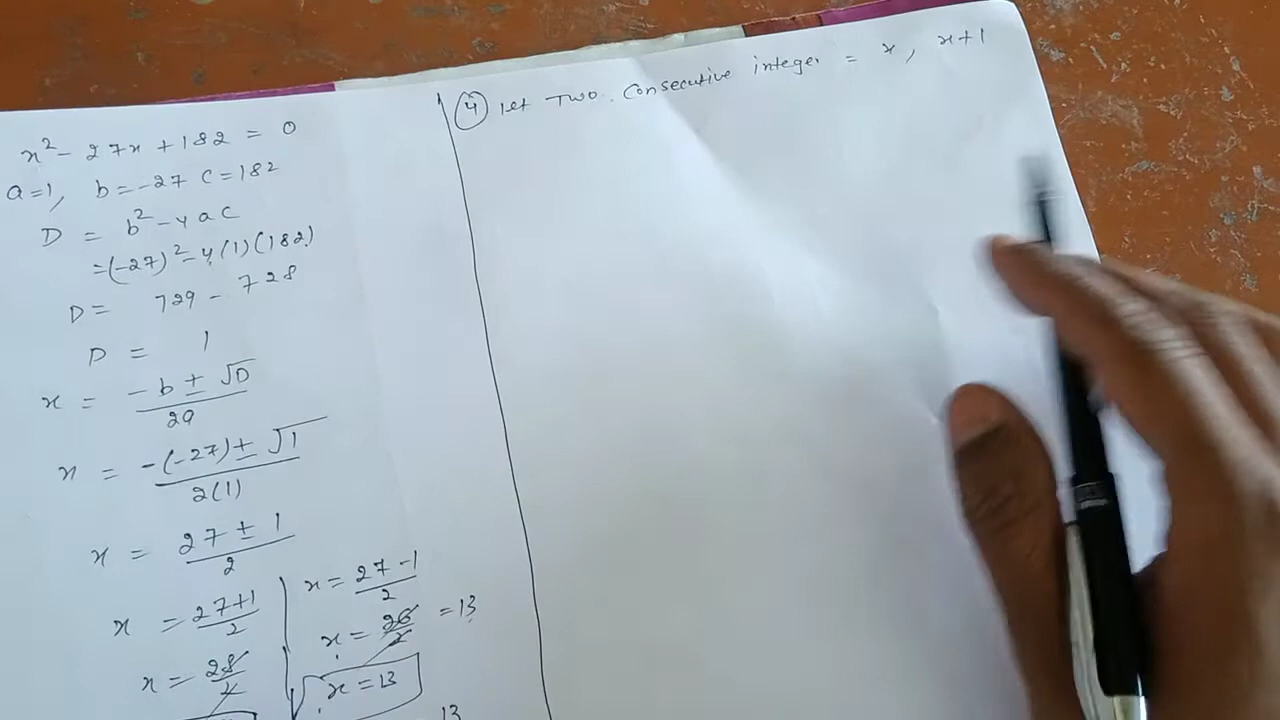 x² - 27x + 182 = 0
a=1, b=-27 c=182
D = b² - 4ac
=(-27)² - 4(1)(182)
D = 729 - 728
D = 1
x = -b ± √D / 2a
x = -(-27) ± √1 / 2(1)
x = 27 ± 1 / 2
x = 27+1 / 2
x = 28 / 2
x = 27-1 / 2
x = 26 / 2 = 13
x = 13
13
④ let Two. Consecutive integer = x, x+1